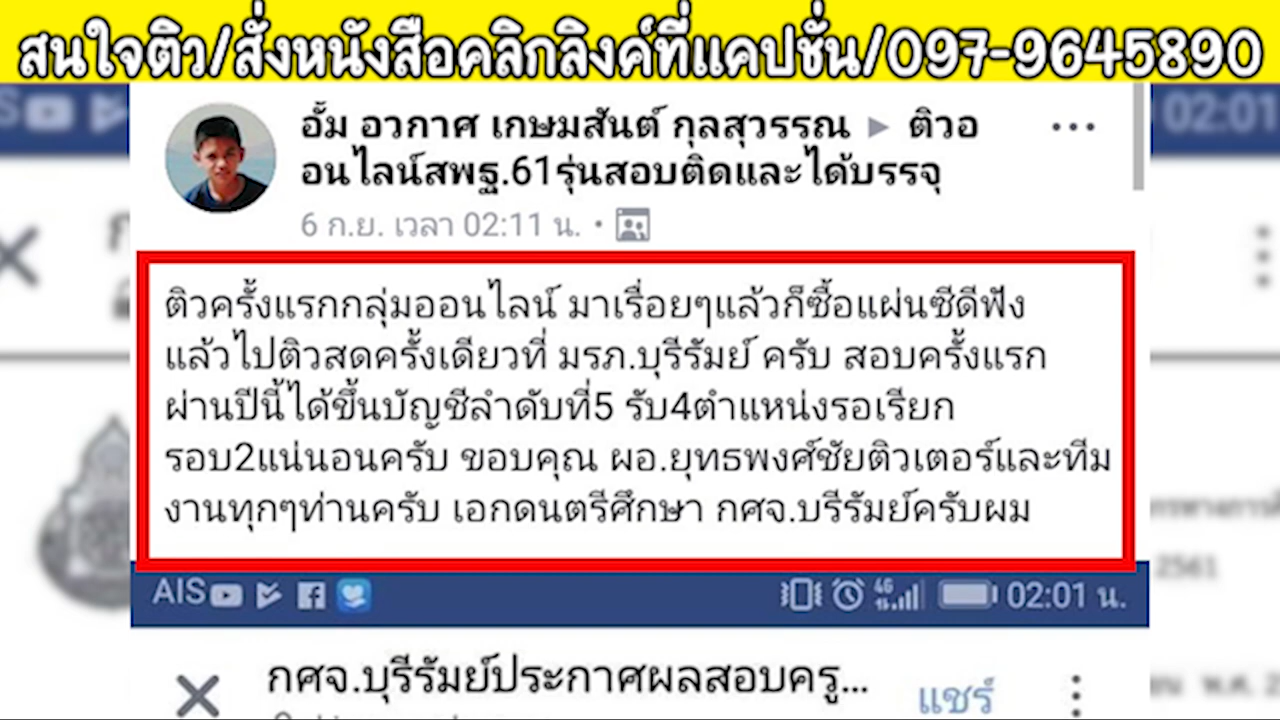 สนใจติว/สั่งหนังสือคลิกลิงค์ที่แคปชั่น/097-9645890
02:01
อั้ม อวกาศ เกษมสันต์ กุลสุวรรณ ▶ ติวอ
อนไลน์สพฐ.61รุ่นสอบติดและได้บรรจุ
6 ก.ย. เวลา 02:11 น. •
ติวครั้งแรกกลุ่มออนไลน์ มาเรื่อยๆแล้วก็ซื้อแผ่นซีดีฟัง
แล้วไปติวสดครั้งเดียวที่ มรภ.บุรีรัมย์ ครับ สอบครั้งแรก
ผ่านปีนี้ได้ขึ้นบัญชีลำดับที่5 รับ4ตำแหน่งรอเรียก
รอบ2แน่นอนครับ ขอบคุณ ผอ.ยุทธพงศ์ชัยติวเตอร์และทีม
งานทุกๆท่านครับ เอกดนตรีศึกษา กศจ.บรีรัมย์ครับผม
2561
AIS 4G 02:01 น.
กศจ.บุรีรัมย์ประกาศผลสอบครู...
แชร์
พ.ศ. 2